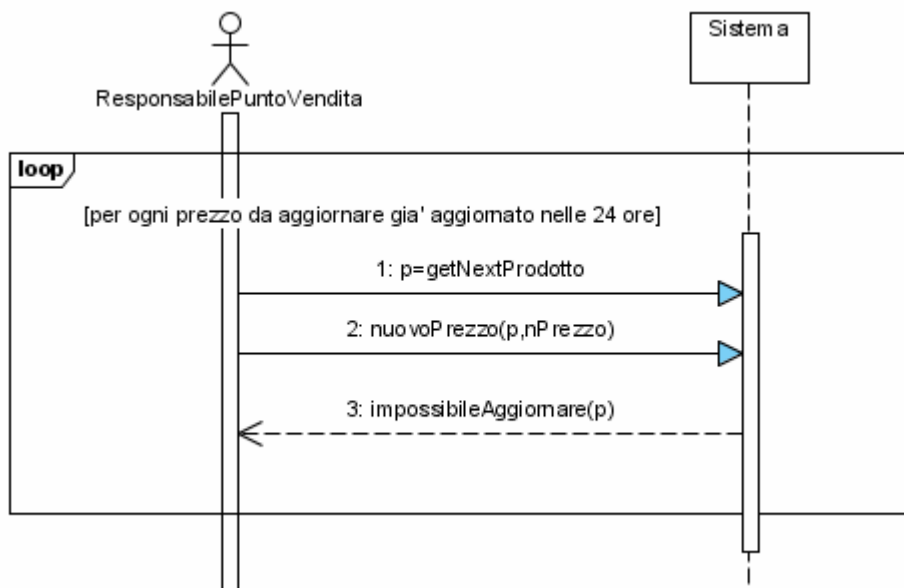 Sistema
ResponsabilePuntoVendita
loop
[per ogni prezzo da aggiornare gia' aggiornato nelle 24 ore]
1: p=getNextProdotto
2: nuovoPrezzo(p,nPrezzo)
3: impossibileAggiornare(p)